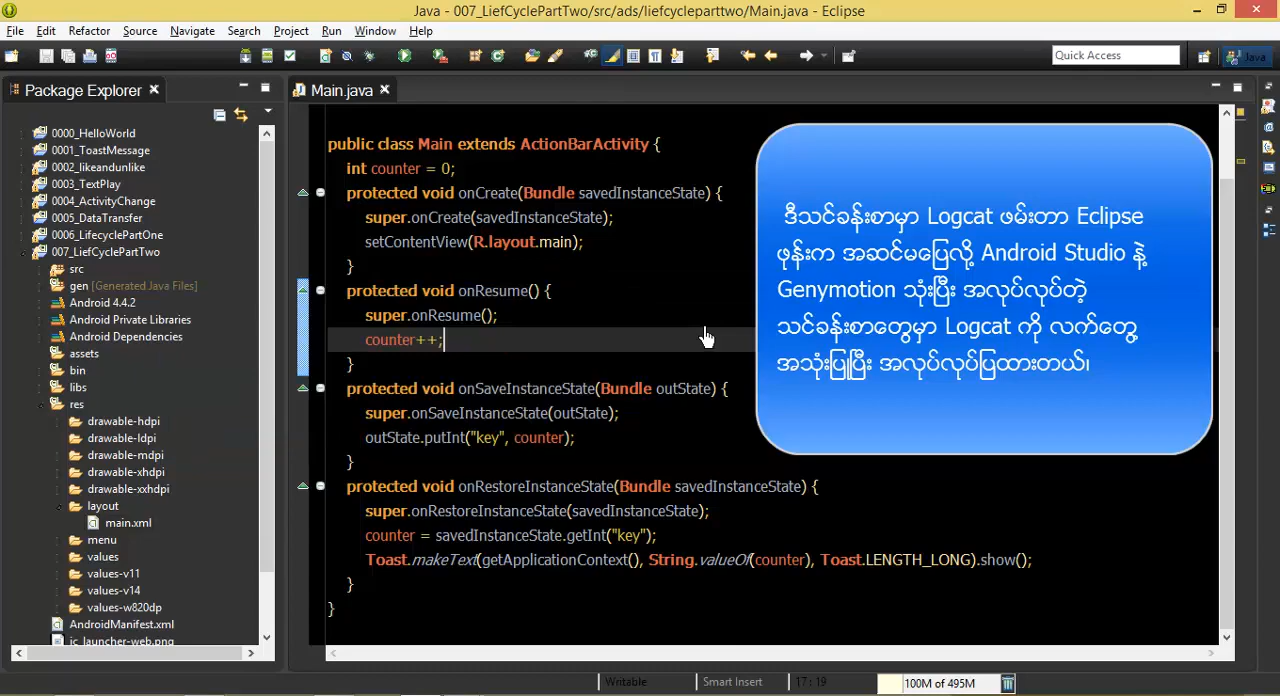 Java - 007_LiefCyclePartTwo/src/ads/liefcycleparttwo/Main.java - Eclipse
File Edit Refactor Source Navigate Search Project Run Window Help
Quick Access
Java
Package Explorer
Main.java
0000_HelloWorld
0001_ToastMessage
0002_likeandunlike
0003_TextPlay
0004_ActivityChange
0005_DataTransfer
0006_LifecyclePartOne
007_LiefCyclePartTwo
src
gen [Generated Java Files]
Android 4.4.2
Android Private Libraries
Android Dependencies
assets
bin
libs
res
drawable-hdpi
drawable-ldpi
drawable-mdpi
drawable-xhdpi
drawable-xxhdpi
layout
main.xml
menu
values
values-v11
values-v14
values-w820dp
AndroidManifest.xml
ic_launcher-web.png
public class Main extends ActionBarActivity {
int counter = 0;
protected void onCreate(Bundle savedInstanceState) {
super.onCreate(savedInstanceState);
setContentView(R.layout.main);
}
protected void onResume() {
super.onResume();
counter++;
}
protected void onSaveInstanceState(Bundle outState) {
super.onSaveInstanceState(outState);
outState.putInt("key", counter);
}
protected void onRestoreInstanceState(Bundle savedInstanceState) {
super.onRestoreInstanceState(savedInstanceState);
counter = savedInstanceState.getInt("key");
Toast.makeText(getApplicationContext(), String.valueOf(counter), Toast.LENGTH_LONG).show();
}
}
ဒီသင်ခန်းစာမှာ Logcat ဖမ်းတာ Eclipse
ဖုန်းက အဆင်မပြေလို့ Android Studio နဲ့
Genymotion သုံးပြီး အလုပ်လုပ်တဲ့
သင်ခန်းစာတွေမှာ Logcat ကို လက်တွေ့
အသုံးပြုပြီး အလုပ်လုပ်ပြထားတယ်၊
Writable
Smart Insert
17 : 19
100M of 495M